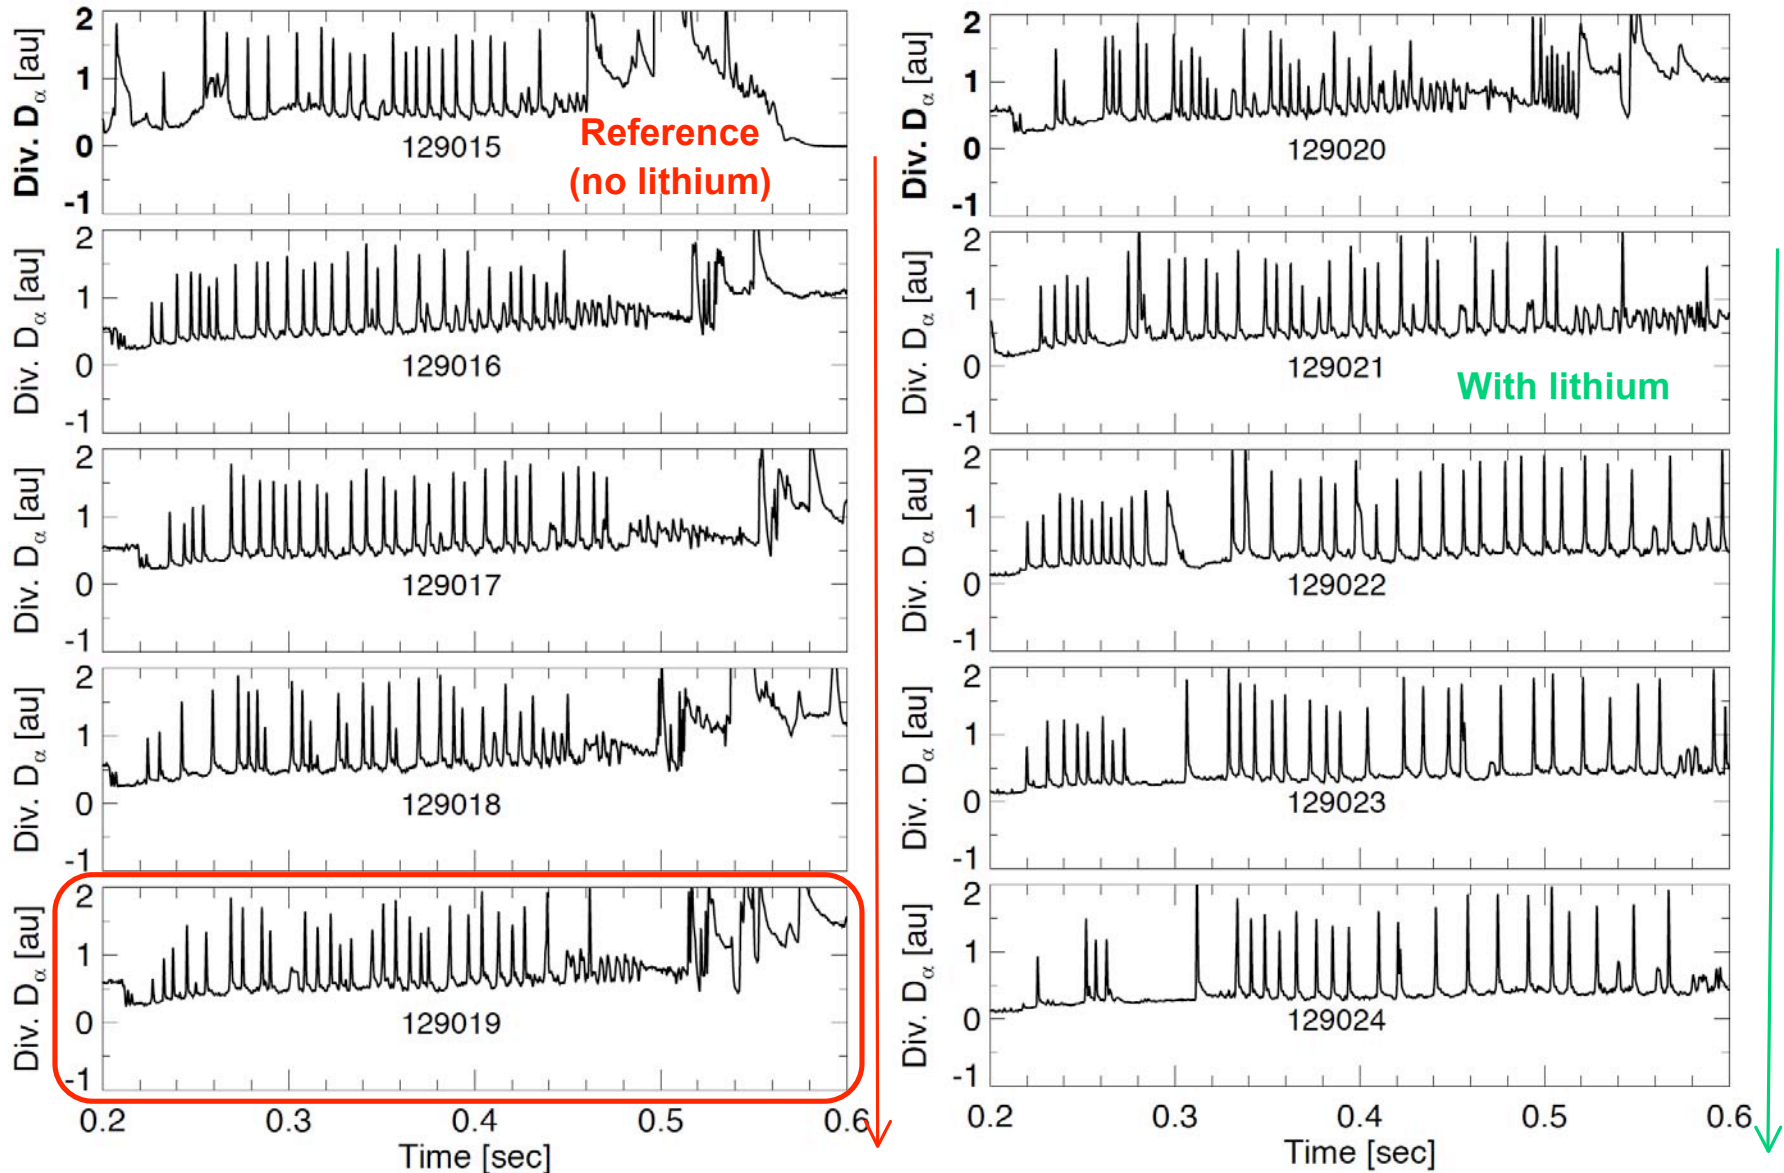 Div. Dα [au]
2
1
0
-1
129015
Reference
(no lithium)
Div. Dα [au]
2
1
0
-1
129016
Div. Dα [au]
2
1
0
-1
129017
Div. Dα [au]
2
1
0
-1
129018
Div. Dα [au]
2
1
0
-1
129019
0.2 0.3 0.4 0.5 0.6
Time [sec]
Div. Dα [au]
2
1
0
-1
129020
Div. Dα [au]
2
1
0
-1
129021
With lithium
Div. Dα [au]
2
1
0
-1
129022
Div. Dα [au]
2
1
0
-1
129023
Div. Dα [au]
2
1
0
-1
129024
0.2 0.3 0.4 0.5 0.6
Time [sec]